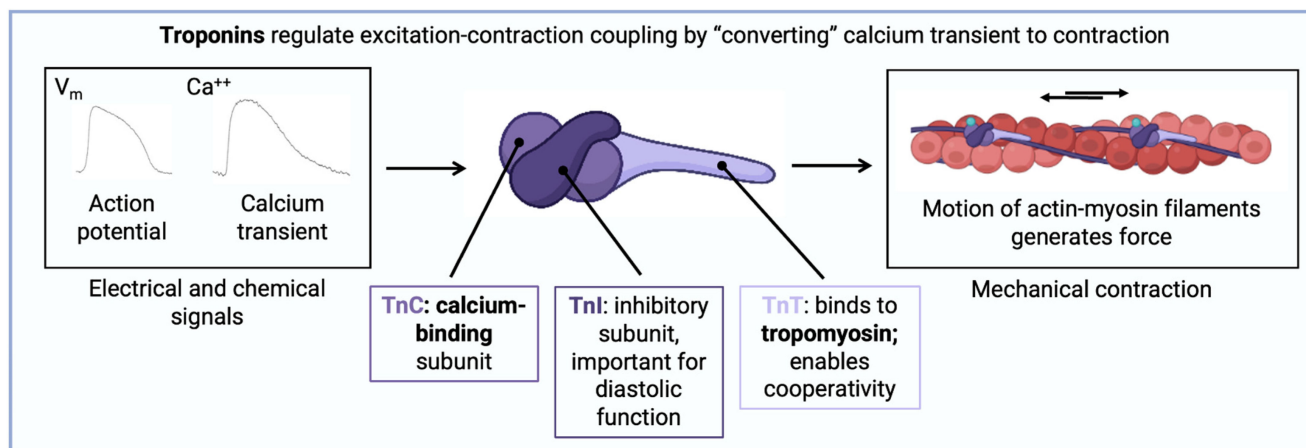 Troponins regulate excitation-contraction coupling by “converting” calcium transient to contraction
Vm
Ca++
Action
potential
Calcium
transient
Electrical and chemical
signals
TnC: calcium-
binding
subunit
TnI: inhibitory
subunit,
important for
diastolic
function
TnT: binds to
tropomyosin;
enables
cooperativity
Motion of actin-myosin filaments
generates force
Mechanical contraction